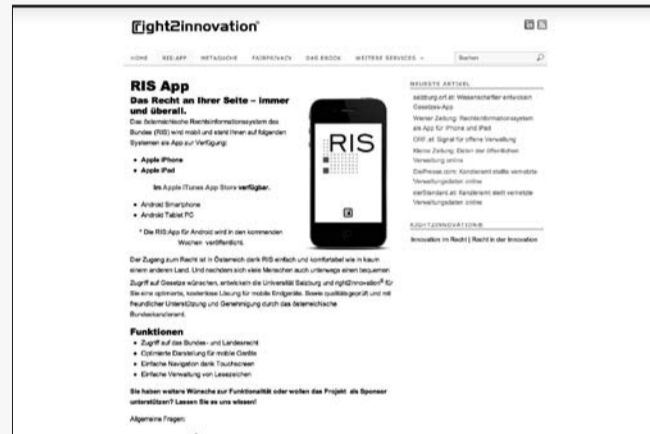 right2innovation®
HOME RIS:APP METASUCHE FAIRPRIVACY DAS EBOOK WEITERE SERVICES
Suchen
RIS App
Das Recht an Ihrer Seite – immer
und überall.
Das österreichische Rechtsinformationssystem des
Bundes (RIS) wird mobil und steht Ihnen auf folgenden
Systemen als App zur Verfügung:
Apple iPhone
Apple iPad
Im Apple iTunes App Store verfügbar.
Android Smartphone
Android Tablet PC
* Die RIS:App für Android wird in den kommenden
Wochen veröffentlicht.
RIS
NEUESTE ARTIKEL
salzburg.orf.at: Wissenschaftler entwickeln
Gesetzes-App
Wiener Zeitung: Rechtsinformationssystem
als App für iPhone und iPad
ORF.at: Signal für offene Verwaltung
Kleine Zeitung: Daten der öffentlichen
Verwaltung online
DiePresse.com: Kanzleramt stellte vernetzte
Verwaltungsdaten online
derStandard.at: Kanzleramt stellt vernetzte
Verwaltungsdaten online
RIGHT2INNOVATION®
Innovation im Recht | Recht in der Innovation
Der Zugang zum Recht ist in Österreich dank RIS einfach und komfortabel wie in kaum
einem anderen Land. Und nachdem sich viele Menschen auch unterwegs einen bequemen
Zugriff auf Gesetze wünschen, entwickeln die Universität Salzburg und right2innovation® für
Sie eine optimierte, kostenlose Lösung für mobile Endgeräte. Sowie qualitätsgeprüft und mit
freundlicher Unterstützung und Genehmigung durch das österreichische
Bundeskanzleramt.
Funktionen
Zugriff auf das Bundes- und Landesrecht
Optimierte Darstellung für mobile Geräte
Einfache Navigation dank Touchscreen
Einfache Verwaltung von Lesezeichen
Sie haben weitere Wünsche zur Funktionalität oder wollen das Projekt als Sponsor
unterstützen? Lassen Sie es uns wissen!
Allgemeine Fragen: